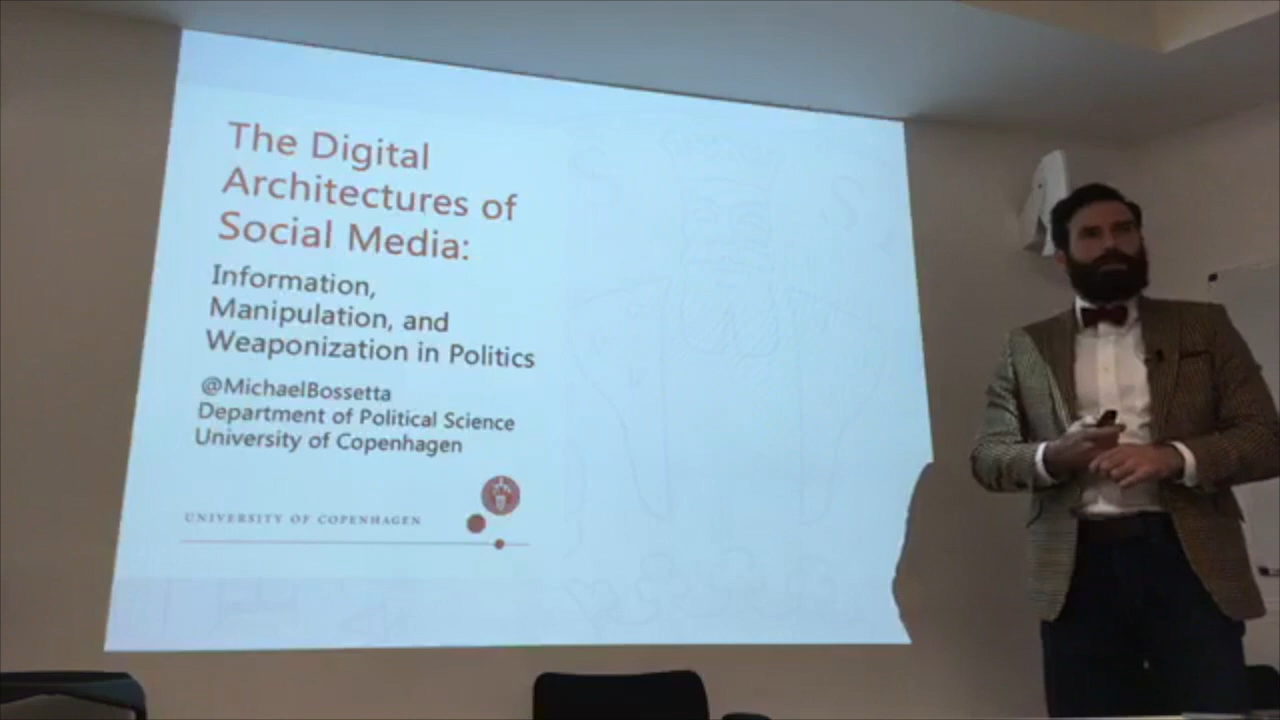 The Digital
Architectures of
Social Media:
Information,
Manipulation, and
Weaponization in Politics
@MichaelBossetta
Department of Political Science
University of Copenhagen
UNIVERSITY OF COPENHAGEN